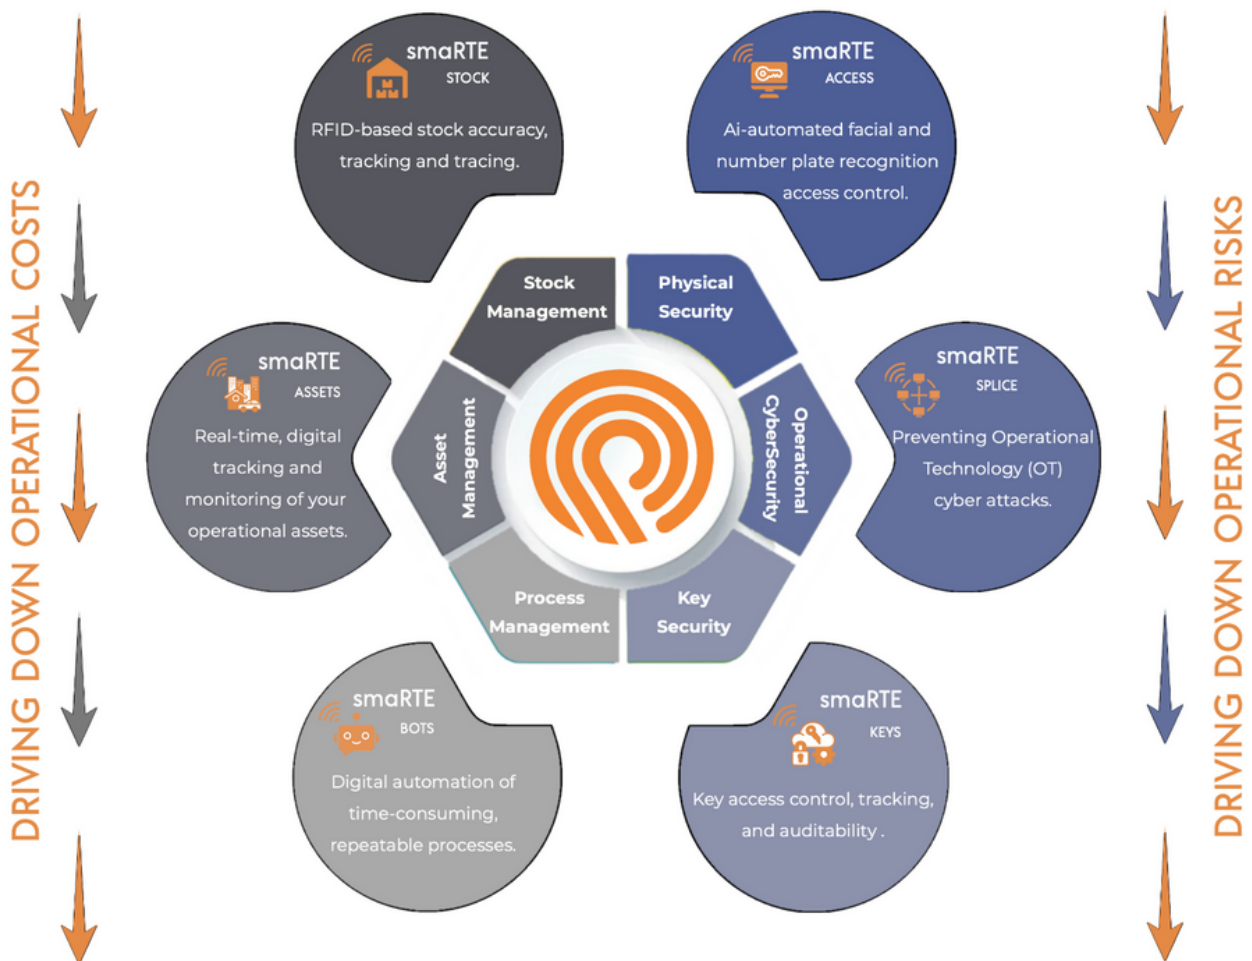 DRIVING DOWN OPERATIONAL COSTS
smaRTE
STOCK
RFID-based stock accuracy,
tracking and tracing.
smaRTE
ACCESS
Ai-automated facial and
number plate recognition
access control.
Stock
Management
Physical
Security
smaRTE
ASSETS
Real-time, digital
tracking and
monitoring of your
operational assets.
Asset
Management
Operational
CyberSecurity
smaRTE
SPLICE
Preventing Operational
Technology (OT)
cyber attacks.
Process
Management
Key
Security
smaRTE
BOTS
Digital automation of
time-consuming,
repeatable processes.
smaRTE
KEYS
Key access control, tracking,
and auditability .
DRIVING DOWN OPERATIONAL RISKS